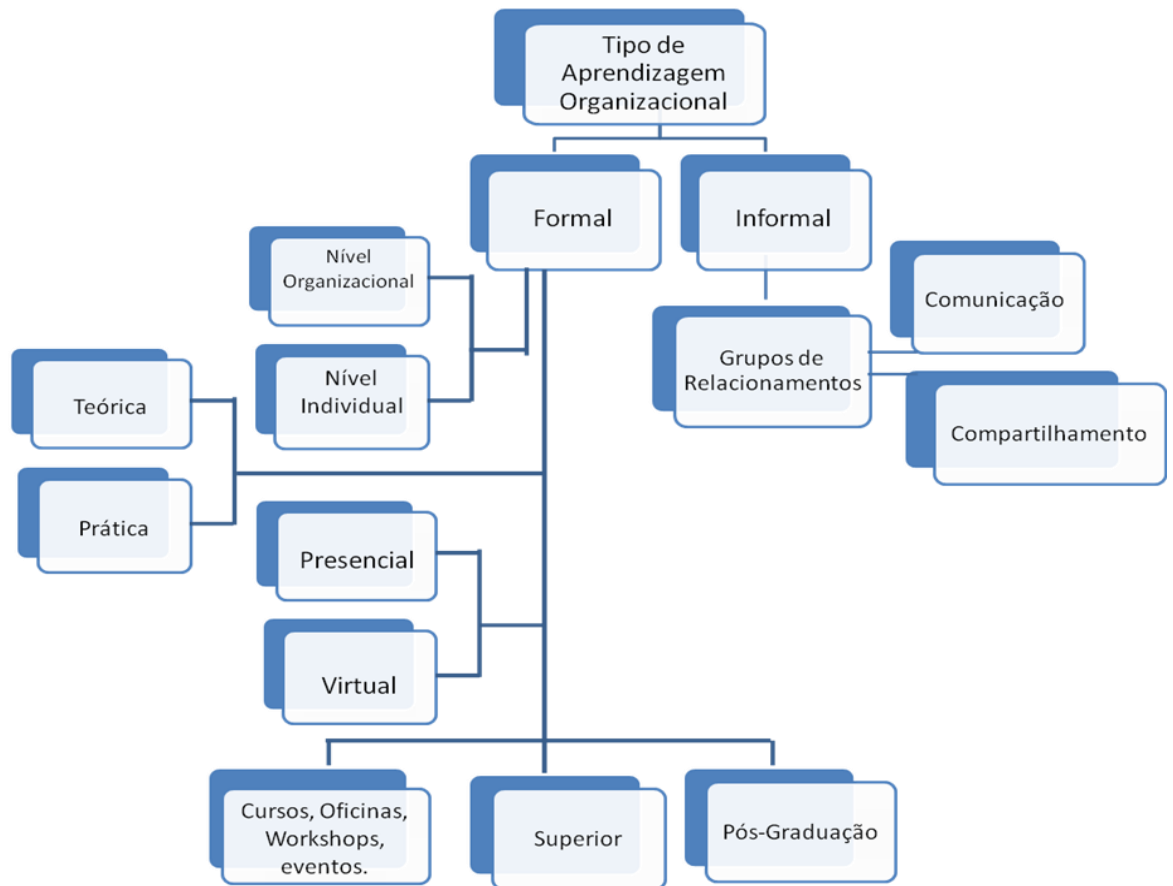 Tipo de
Aprendizagem
Organizacional
Formal
Informal
Nível
Organizacional
Nível
Individual
Comunicação
Grupos de
Relacionamentos
Compartilhamento
Teórica
Prática
Presencial
Virtual
Cursos, Oficinas,
Workshops,
eventos.
Superior
Pós-Graduação